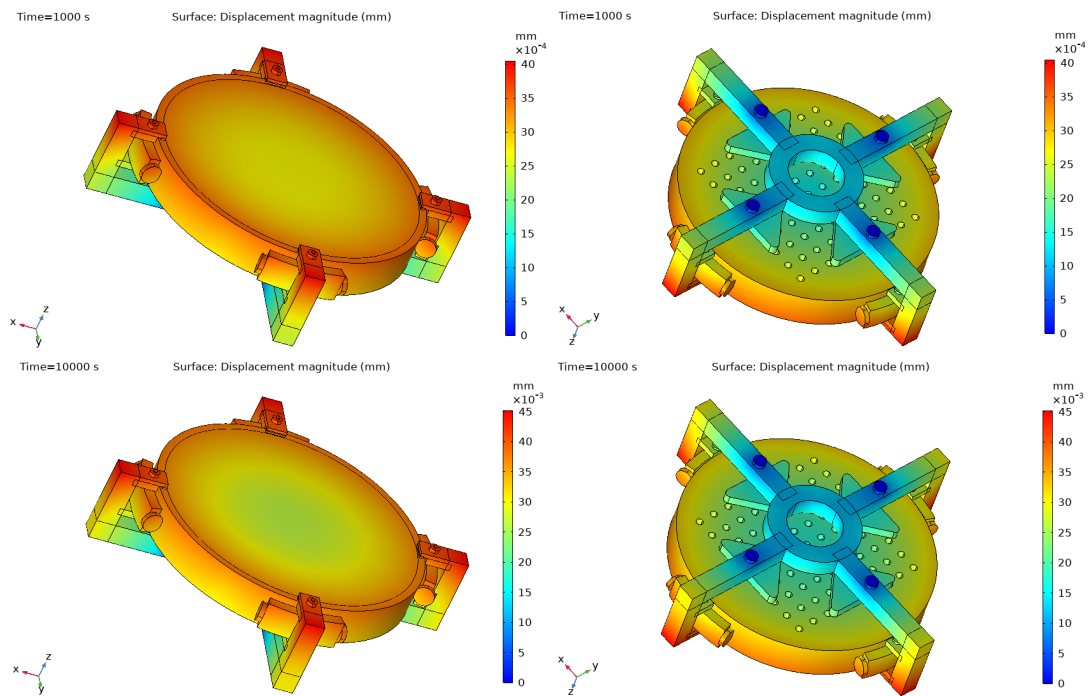 Time=1000 s Surface: Displacement magnitude (mm)
mm
×10⁻⁴
40
35
30
25
20
15
10
5
0
x
z
y
Time=1000 s Surface: Displacement magnitude (mm)
mm
×10⁻⁴
40
35
30
25
20
15
10
5
0
x
y
z
Time=10000 s Surface: Displacement magnitude (mm)
mm
×10⁻³
45
40
35
30
25
20
15
10
5
0
x
z
y
Time=10000 s Surface: Displacement magnitude (mm)
mm
×10⁻³
45
40
35
30
25
20
15
10
5
0
x
y
z